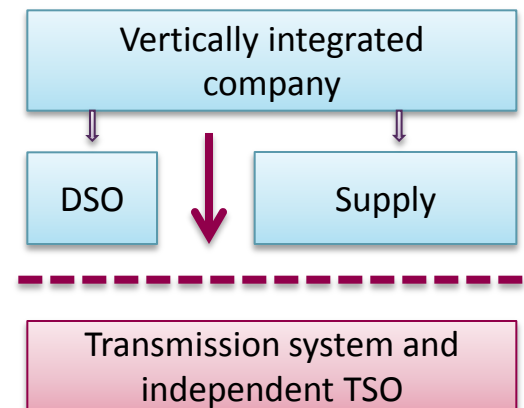 Vertically integrated
company
DSO
Supply
Transmission system and
independent TSO